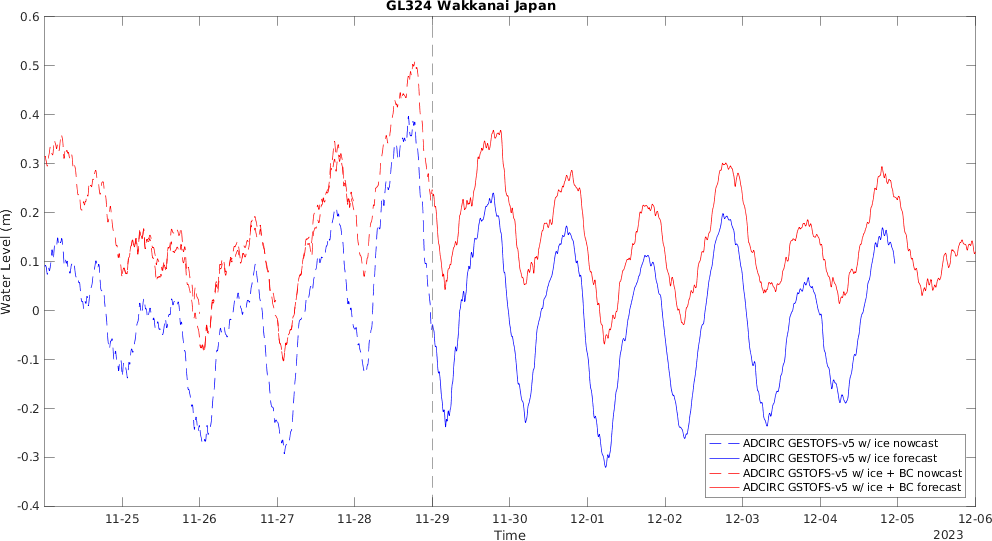 GL324 Wakkanai Japan
0.6
0.5
0.4
0.3
0.2
0.1
0
-0.1
-0.2
-0.3
-0.4
Water Level (m)
ADCIRC GESTOFS-v5 w/ ice nowcast
ADCIRC GESTOFS-v5 w/ ice forecast
ADCIRC GSTOFS-v5 w/ ice + BC nowcast
ADCIRC GSTOFS-v5 w/ ice + BC forecast
11-25 11-26 11-27 11-28 11-29 11-30 12-01 12-02 12-03 12-04 12-05 12-06
Time
2023